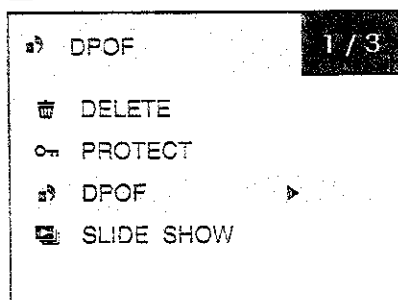 DPOF 1/3
DELETE
PROTECT
DPOF
SLIDE SHOW